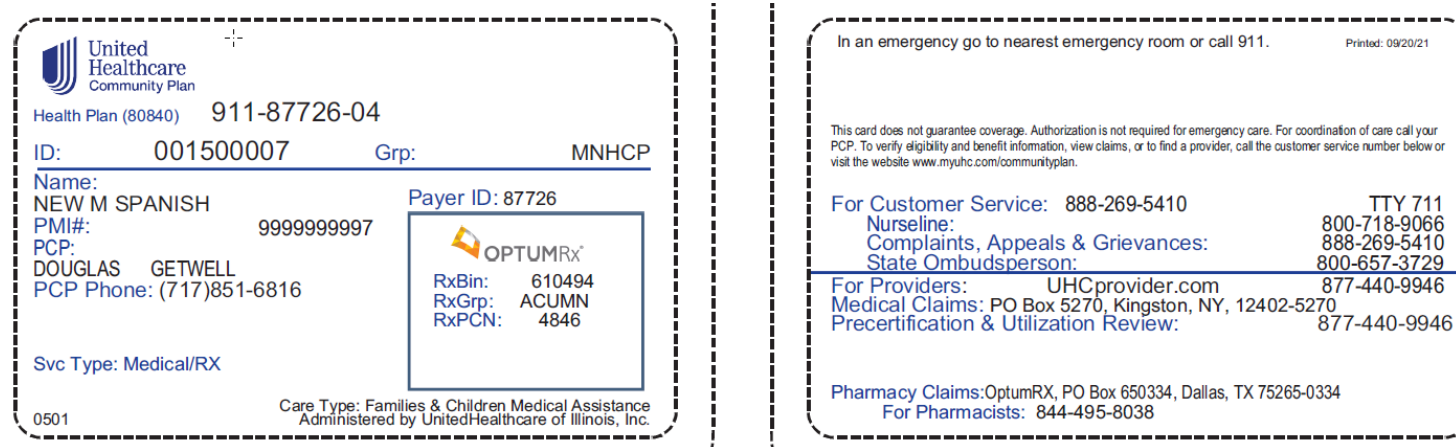 United
Healthcare
Community Plan
Health Plan (80840) 911-87726-04
ID: 001500007 Grp: MNHCP
Name:
NEW M SPANISH
PMI#: 9999999997
PCP:
DOUGLAS GETWELL
PCP Phone: (717)851-6816
Payer ID: 87726
OPTUMRx®
RxBin: 610494
RxGrp: ACUMN
RxPCN: 4846
Svc Type: Medical/RX
0501
Care Type: Families & Children Medical Assistance
Administered by UnitedHealthcare of Illinois, Inc.
In an emergency go to nearest emergency room or call 911. Printed: 09/20/21
This card does not guarantee coverage. Authorization is not required for emergency care. For coordination of care call your
PCP. To verify eligibility and benefit information, view claims, or to find a provider, call the customer service number below or
visit the website www.myuhc.com/communityplan.
For Customer Service: 888-269-5410 TTY 711
Nurseline: 800-718-9066
Complaints, Appeals & Grievances: 888-269-5410
State Ombudsperson: 800-657-3729
For Providers: UHCprovider.com 877-440-9946
Medical Claims: PO Box 5270, Kingston, NY, 12402-5270
Precertification & Utilization Review: 877-440-9946
Pharmacy Claims:OptumRX, PO Box 650334, Dallas, TX 75265-0334
For Pharmacists: 844-495-8038